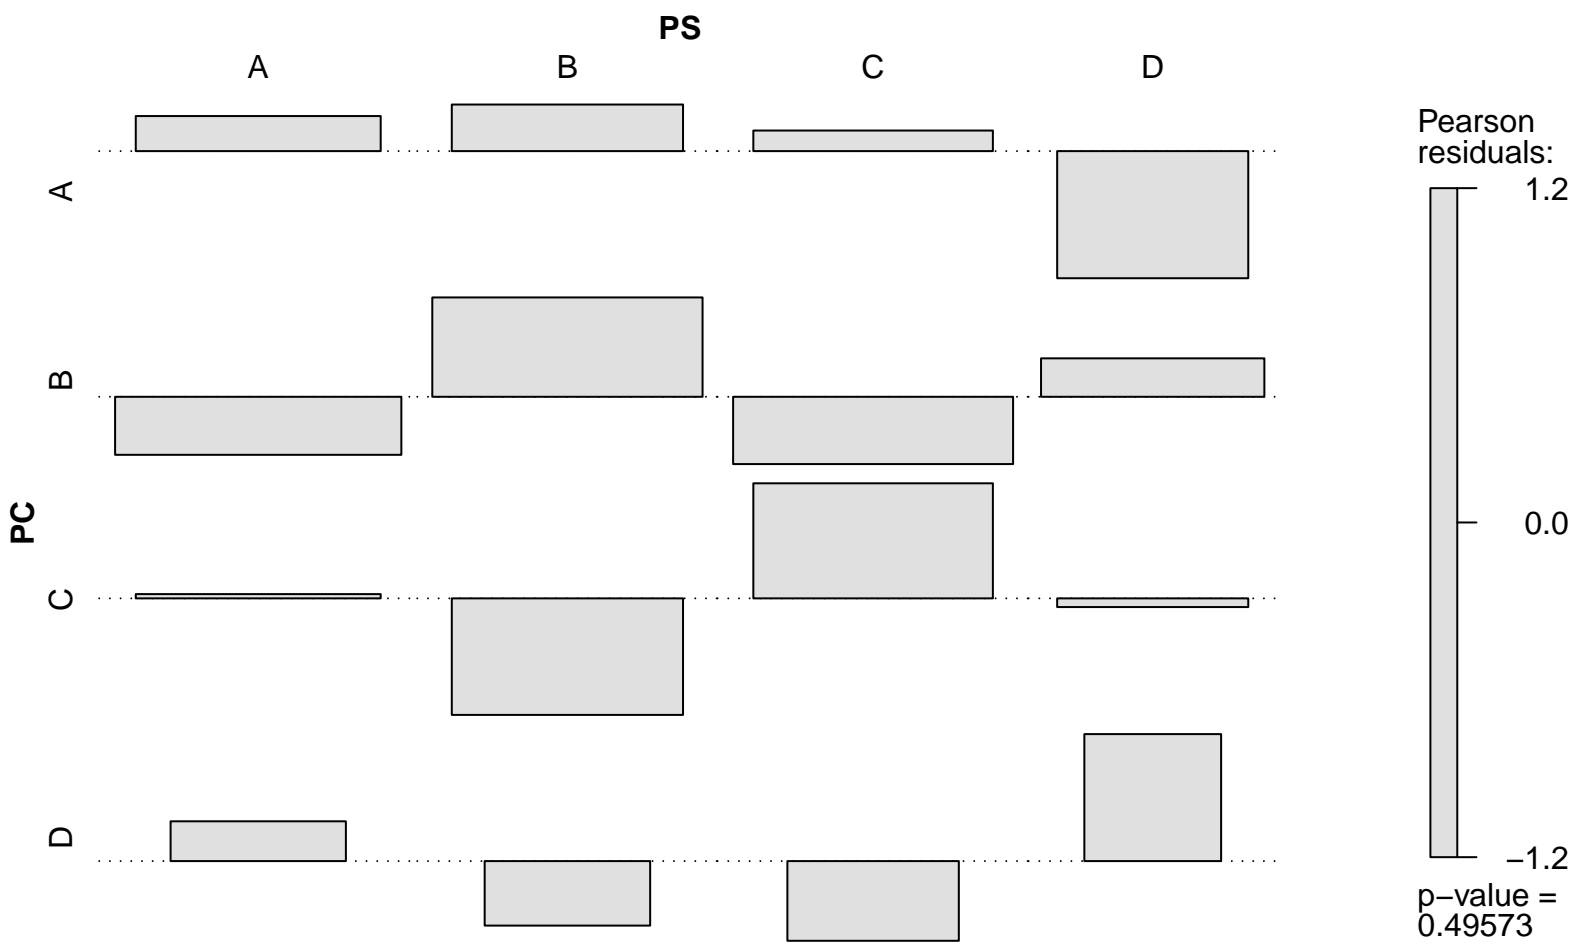 PS
A
B
C
D
PC
A
B
C
D
Pearson
residuals:
1.2
0.0
−1.2
p−value =
0.49573